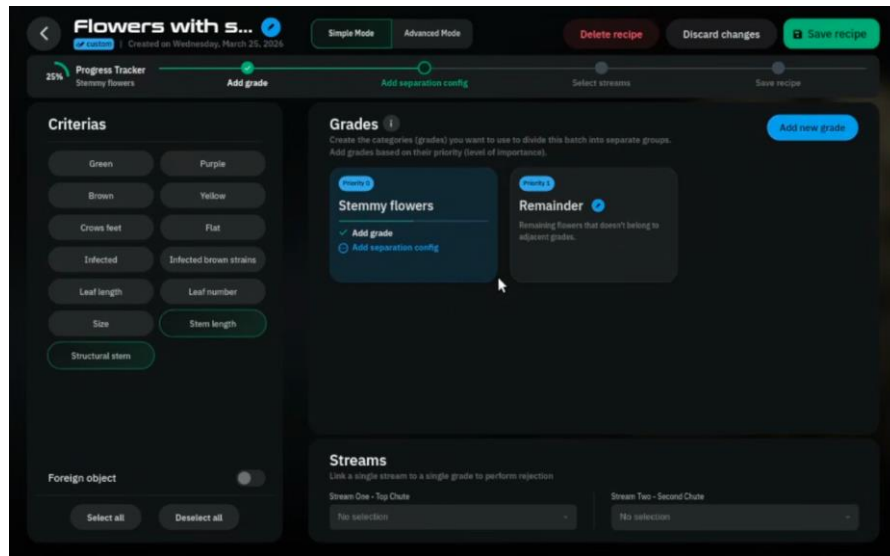 Flowers with s...
custom | Created on Wednesday, March 25, 2026
Simple Mode
Advanced Mode
Delete recipe
Discard changes
Save recipe
25%
Progress Tracker
Stemmy flowers
Add grade
Add separation config
Select streams
Save recipe
Criterias
Green
Purple
Brown
Yellow
Crows feet
Flat
Infected
Infected brown strains
Leaf length
Leaf number
Size
Stem length
Structural stem
Foreign object
Select all
Deselect all
Grades i
Create the categories (grades) you want to use to divide this batch into separate groups.
Add grades based on their priority (level of importance).
Add new grade
Priority 0
Stemmy flowers
Add grade
Add separation config
Priority 1
Remainder
Remaining flowers that doesn't belong to
adjacent grades.
Streams
Link a single stream to a single grade to perform rejection
Stream One - Top Chute
No selection
Stream Two - Second Chute
No selection